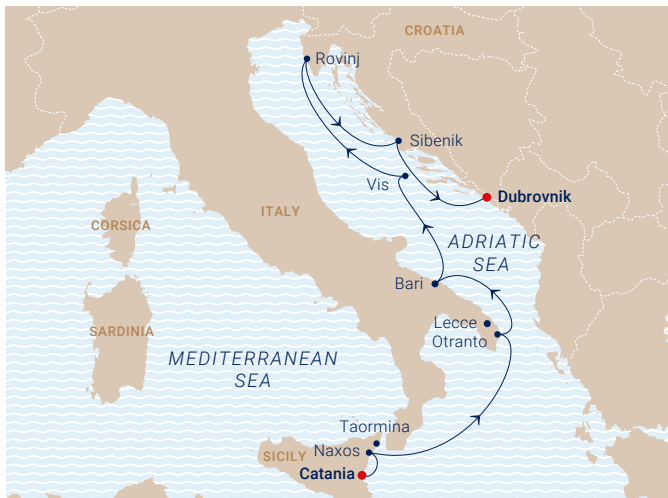 CROATIA
Rovinj
Sibenik
Vis
Dubrovnik
ITALY
CORSICA
ADRIATIC
SEA
Bari
Lecce
Otranto
SARDINIA
MEDITERRANEAN
SEA
Taormina
Naxos
SICILY
Catania